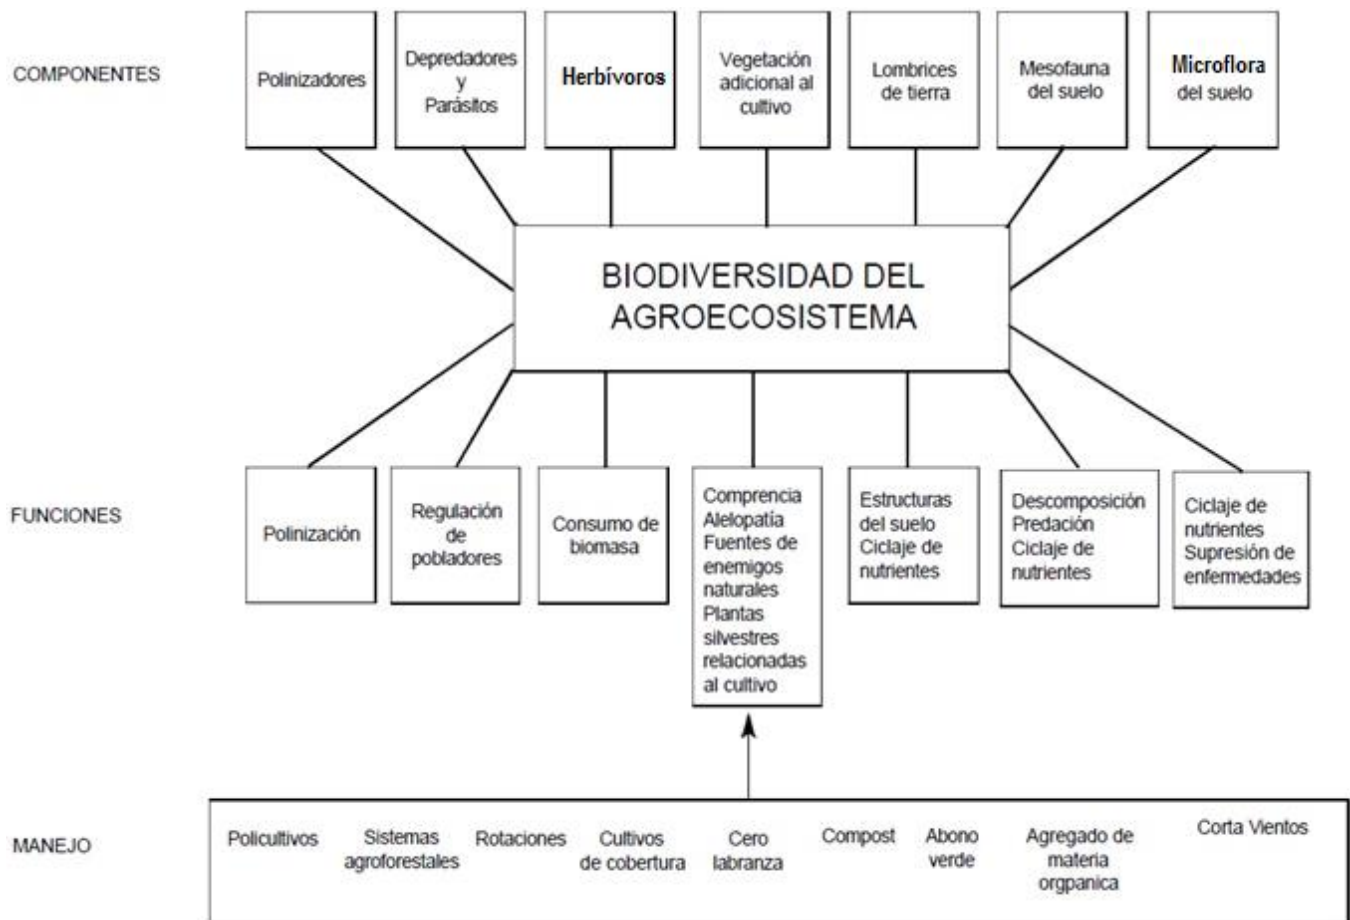 COMPONENTES
Polinizadores
Depredadores
y
Parásitos
Herbívoros
Vegetación
adicional al
cultivo
Lombrices
de tierra
Mesofauna
del suelo
Microflora
del suelo
BIODIVERSIDAD DEL
AGROECOSISTEMA
FUNCIONES
Polinización
Regulación
de
pobladores
Consumo de
biomasa
Comprencia
Alelopatía
Fuentes de
enemigos
naturales
Plantas
silvestres
relacionadas
al cultivo
Estructuras
del suelo
Ciclaje de
nutrientes
Descomposición
Predación
Ciclaje de
nutrientes
Ciclaje de
nutrientes
Supresión de
enfermedades
MANEJO
Policultivos
Sistemas
agroforestales
Rotaciones
Cultivos
de cobertura
Cero
labranza
Compost
Abono
verde
Agregado de
materia
orgpanica
Corta Vientos